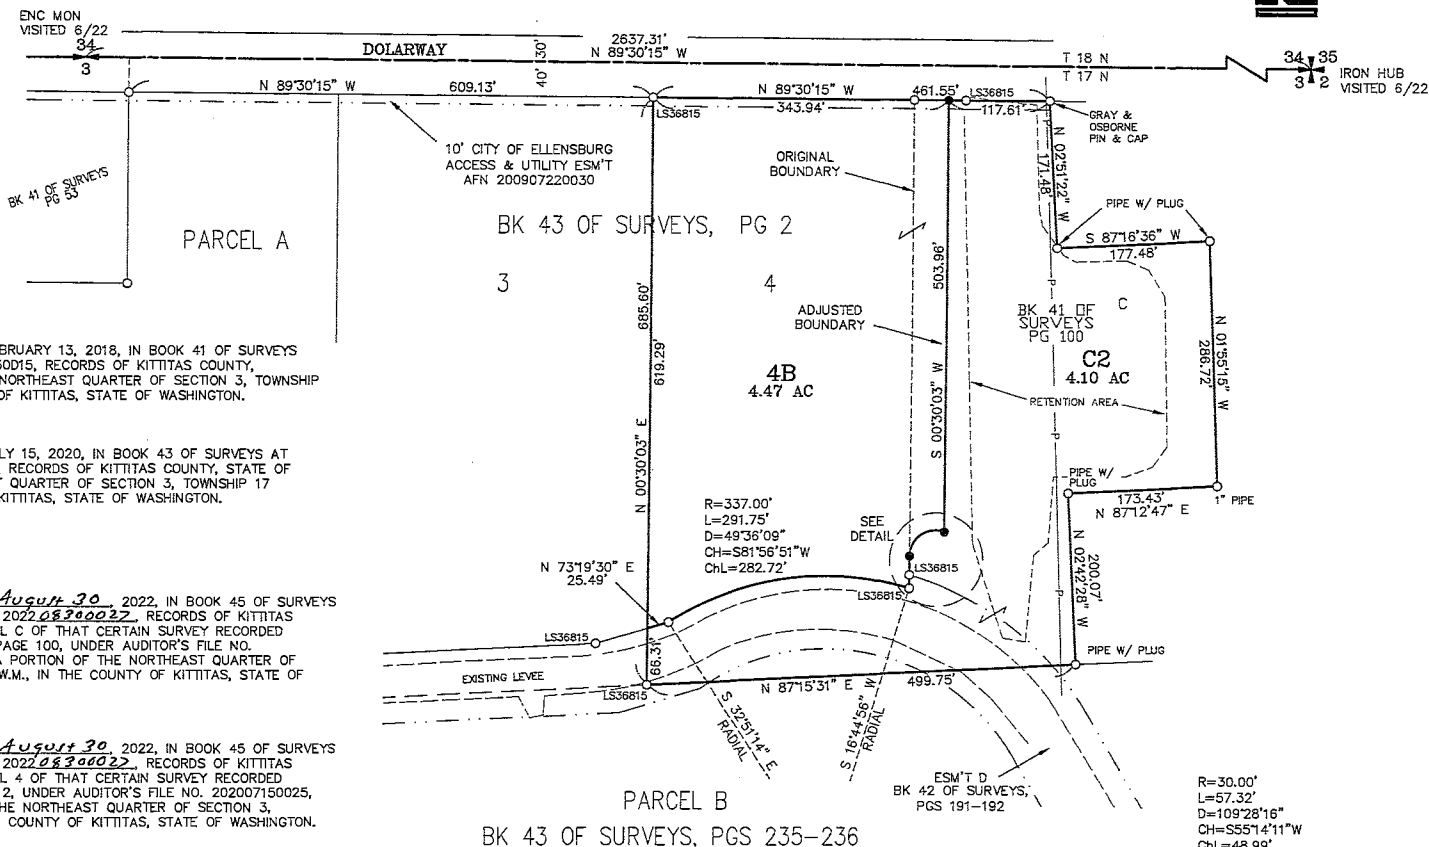 ENC MON
VISITED 6/22
34
3
DOLARWAY
2637.31'
N 89°30'15" W
40' 30'
T 18 N
T 17 N
34 35
3 2
IRON HUB
VISITED 6/22
N 89°30'15" W 609.13'
N 89°30'15" W 461.55'
343.94'
117.61'
LS36815
LS36815
GRAY &
OSBORNE
PIN & CAP
10' CITY OF ELLENSBURG
ACCESS & UTILITY ESM'T
AFN 200907220030
ORIGINAL
BOUNDARY
N 02°51'22" W
171.48'
BK 41 OF SURVEYS
PG 53
PARCEL A
BK 43 OF SURVEYS, PG 2
3
4
PIPE W/ PLUG
S 87°16'36" W
177.48'
685.60'
619.29'
N 00°30'03" E
503.96'
S 00°30'03" W
ADJUSTED
BOUNDARY
BK 41 OF
SURVEYS
PG 100
C
C2
4.10 AC
4B
4.47 AC
N 01°55'15" W
286.72'
RETENTION AREA
P
P
P
P
BRUARY 13, 2018, IN BOOK 41 OF SURVEYS
60015, RECORDS OF KITTITAS COUNTY,
NORTHEAST QUARTER OF SECTION 3, TOWNSHIP
OF KITTITAS, STATE OF WASHINGTON.
LY 15, 2020, IN BOOK 43 OF SURVEYS AT
RECORDS OF KITTITAS COUNTY, STATE OF
T QUARTER OF SECTION 3, TOWNSHIP 17
KITTITAS, STATE OF WASHINGTON.
PIPE W/
PLUG
173.43'
N 87°12'47" E
1" PIPE
R=337.00'
L=291.75'
D=49°36'09"
CH=S81°56'51"W
ChL=282.72'
SEE
DETAIL
LS36815
LS36815
N 73°19'30" E
25.49'
N 02°42'28" W
200.07'
August 30, 2022, IN BOOK 45 OF SURVEYS
202208300027, RECORDS OF KITTITAS
L C OF THAT CERTAIN SURVEY RECORDED
PAGE 100, UNDER AUDITOR'S FILE NO.
A PORTION OF THE NORTHEAST QUARTER OF
W.M., IN THE COUNTY OF KITTITAS, STATE OF
LS36815
66.31'
EXISTING LEVEE
LS36815
N 87°15'31" E 499.75'
PIPE W/ PLUG
S 32°51'14" E
RADIAL
S 16°44'56" W
RADIAL
August 30, 2022, IN BOOK 45 OF SURVEYS
202208300027, RECORDS OF KITTITAS
L 4 OF THAT CERTAIN SURVEY RECORDED
2, UNDER AUDITOR'S FILE NO. 202007150025,
HE NORTHEAST QUARTER OF SECTION 3,
COUNTY OF KITTITAS, STATE OF WASHINGTON.
ESM'T D
BK 42 OF SURVEYS,
PGS 191-192
PARCEL B
BK 43 OF SURVEYS, PGS 235-236
R=30.00'
L=57.32'
D=109°28'16"
CH=S55°14'11"W
ChL=48.99'